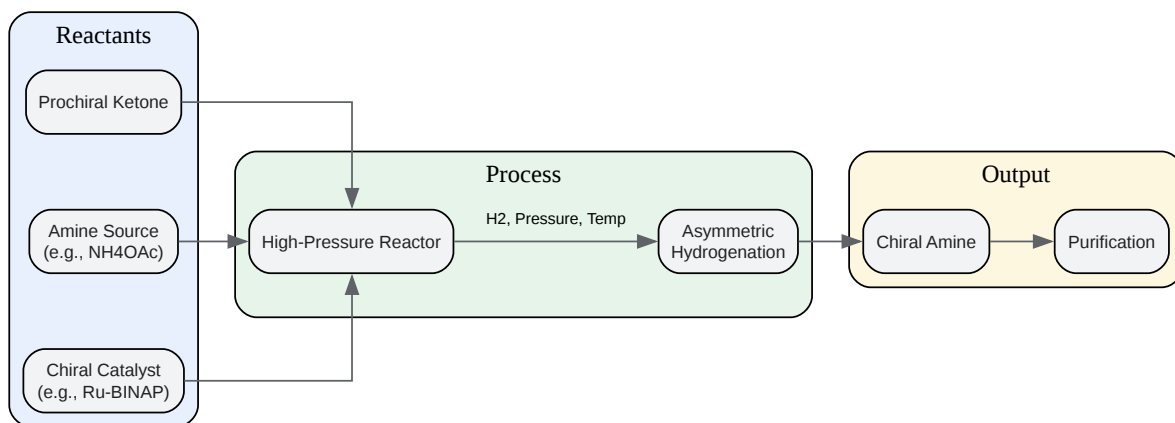 Reactants
Prochiral Ketone
Amine Source
(e.g., NH4OAc)
Chiral Catalyst
(e.g., Ru-BINAP)
Process
High-Pressure Reactor
H2, Pressure, Temp
Asymmetric
Hydrogenation
Output
Chiral Amine
Purification